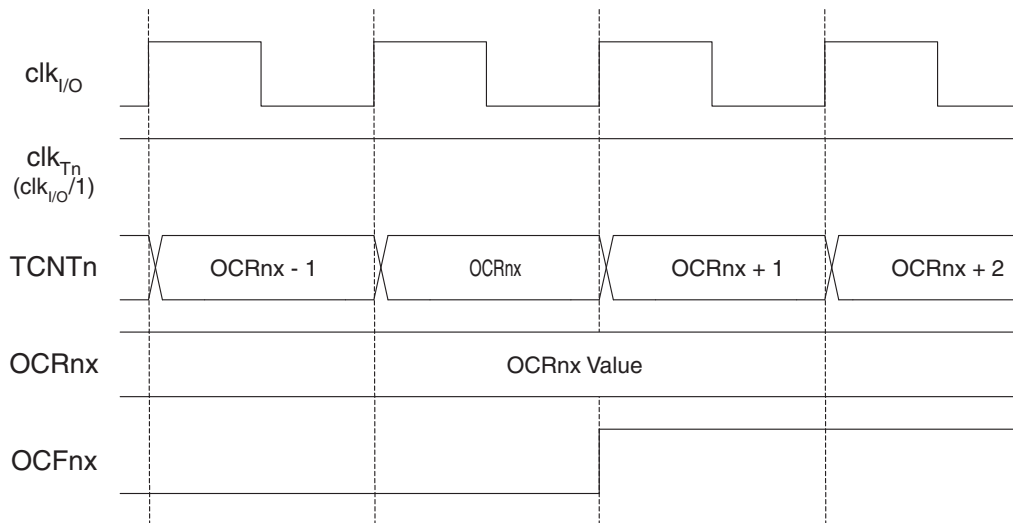 clkI/O
clkTn
(clkI/O/1)
TCNTn OCRnx - 1 OCRnx OCRnx + 1 OCRnx + 2
OCRnx OCRnx Value
OCFnx